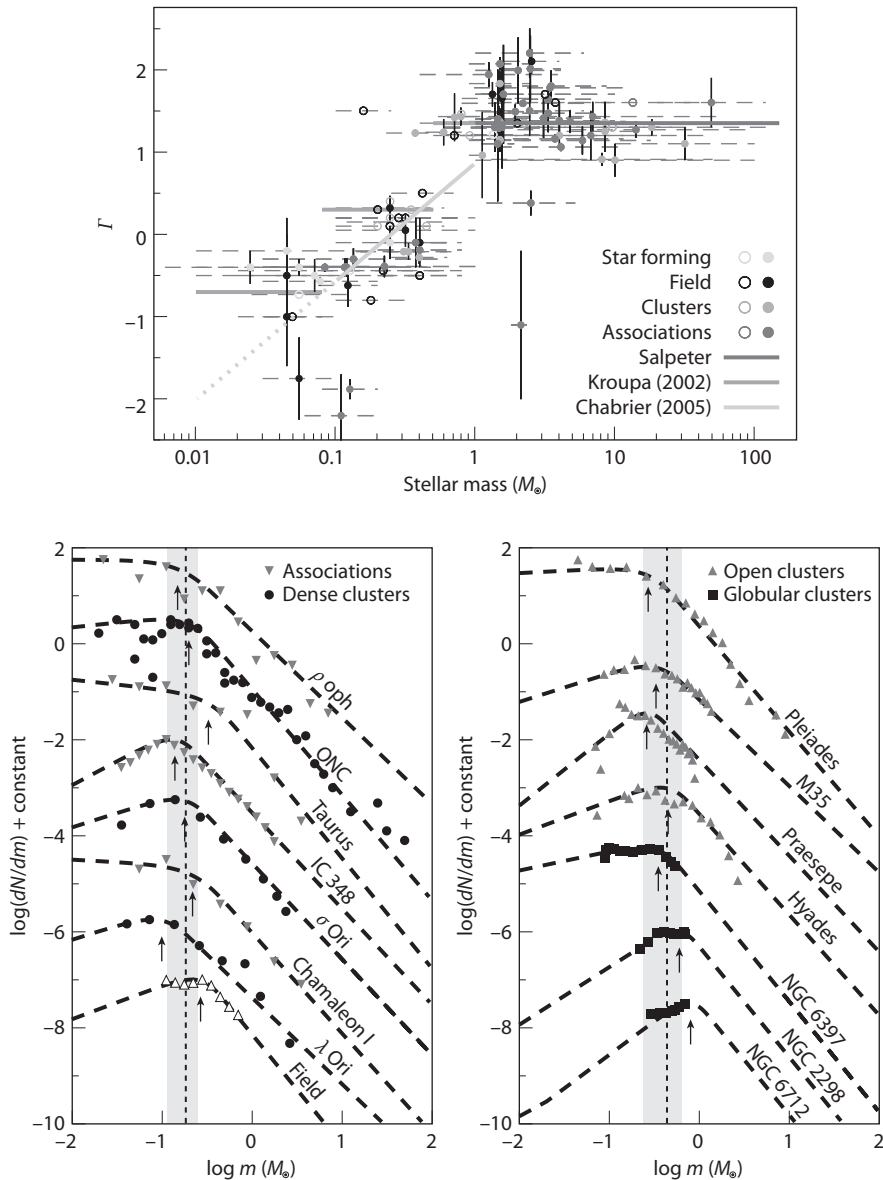 2
1
0
−1
−2
Γ
Star forming
Field
Clusters
Associations
Salpeter
Kroupa (2002)
Chabrier (2005)
0.01 0.1 1 10 100
Stellar mass (M⊙)
2
0
−2
−4
−6
−8
−10
log(dN/dm) + constant
Associations
Dense clusters
ρ oph
ONC
Taurus
IC 348
σ Ori
Chamaleon I
λ Ori
Field
−2 −1 0 1 2
log m (M⊙)
2
0
−2
−4
−6
−8
−10
log(dN/dm) + constant
Open clusters
Globular clusters
Pleiades
M35
Praesepe
Hyades
NGC 6397
NGC 2298
NGC 6712
−2 −1 0 1 2
log m (M⊙)